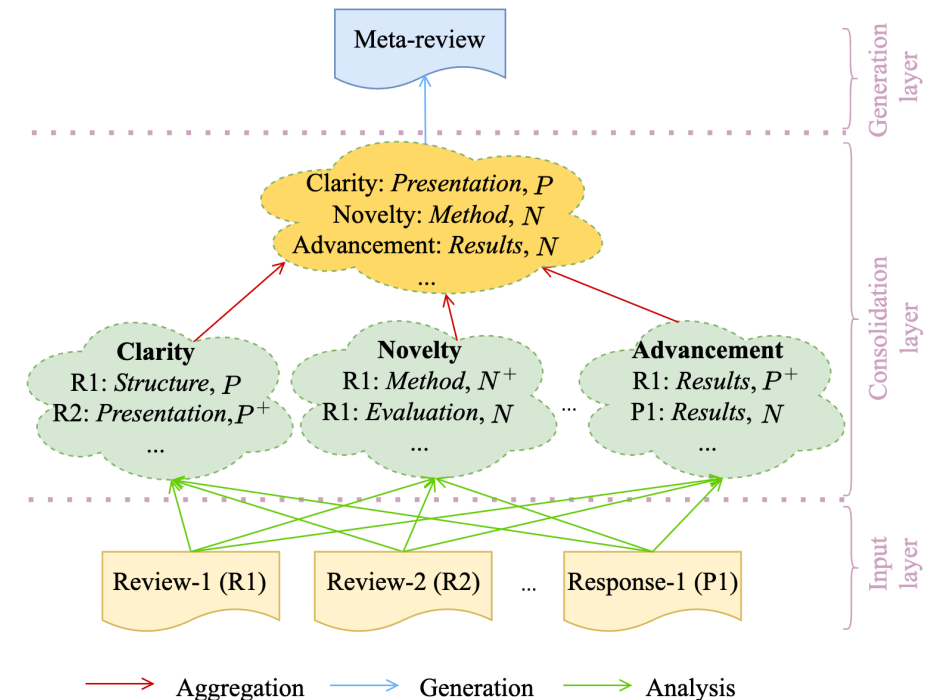 Meta-review
Generation
layer
Clarity: Presentation, P
Novelty: Method, N
Advancement: Results, N
...
Consolidation
layer
Clarity
R1: Structure, P
R2: Presentation,P⁺
...
Novelty
R1: Method, N⁺
R1: Evaluation, N
...
...
Advancement
R1: Results, P⁺
P1: Results, N
...
Input
layer
Review-1 (R1)
Review-2 (R2)
...
Response-1 (P1)
Aggregation
Generation
Analysis